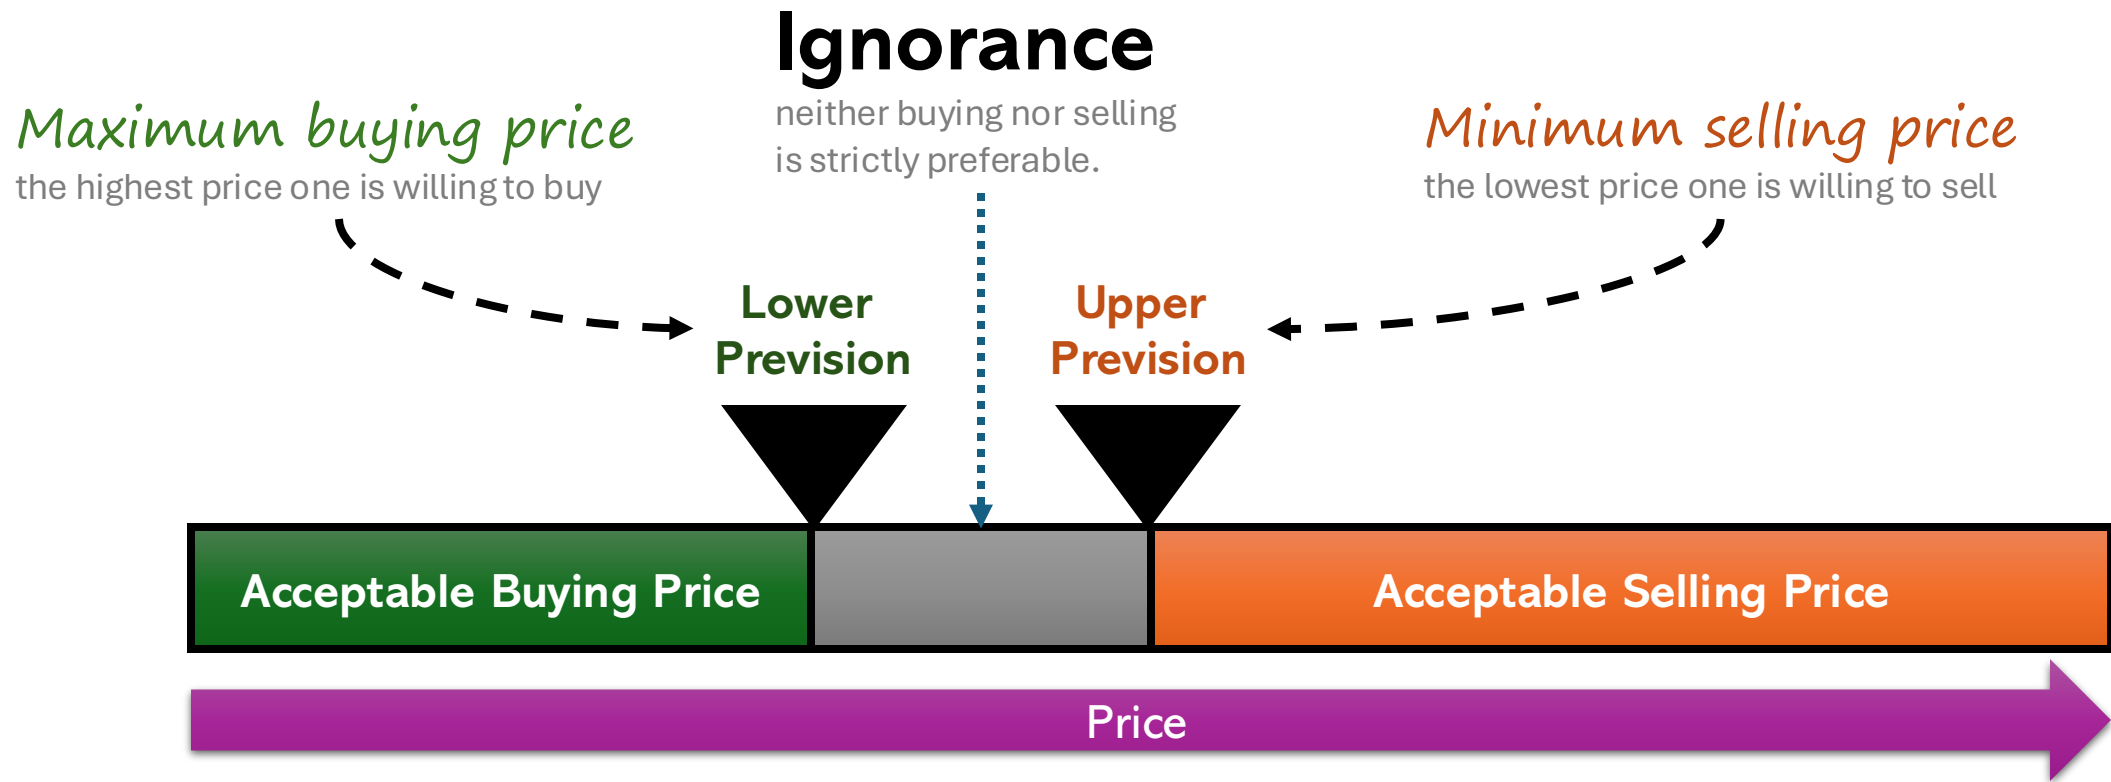 Ignorance
neither buying nor selling
is strictly preferable.
Maximum buying price
the highest price one is willing to buy
Minimum selling price
the lowest price one is willing to sell
Lower
Prevision
Upper
Prevision
Acceptable Buying Price
Acceptable Selling Price
Price